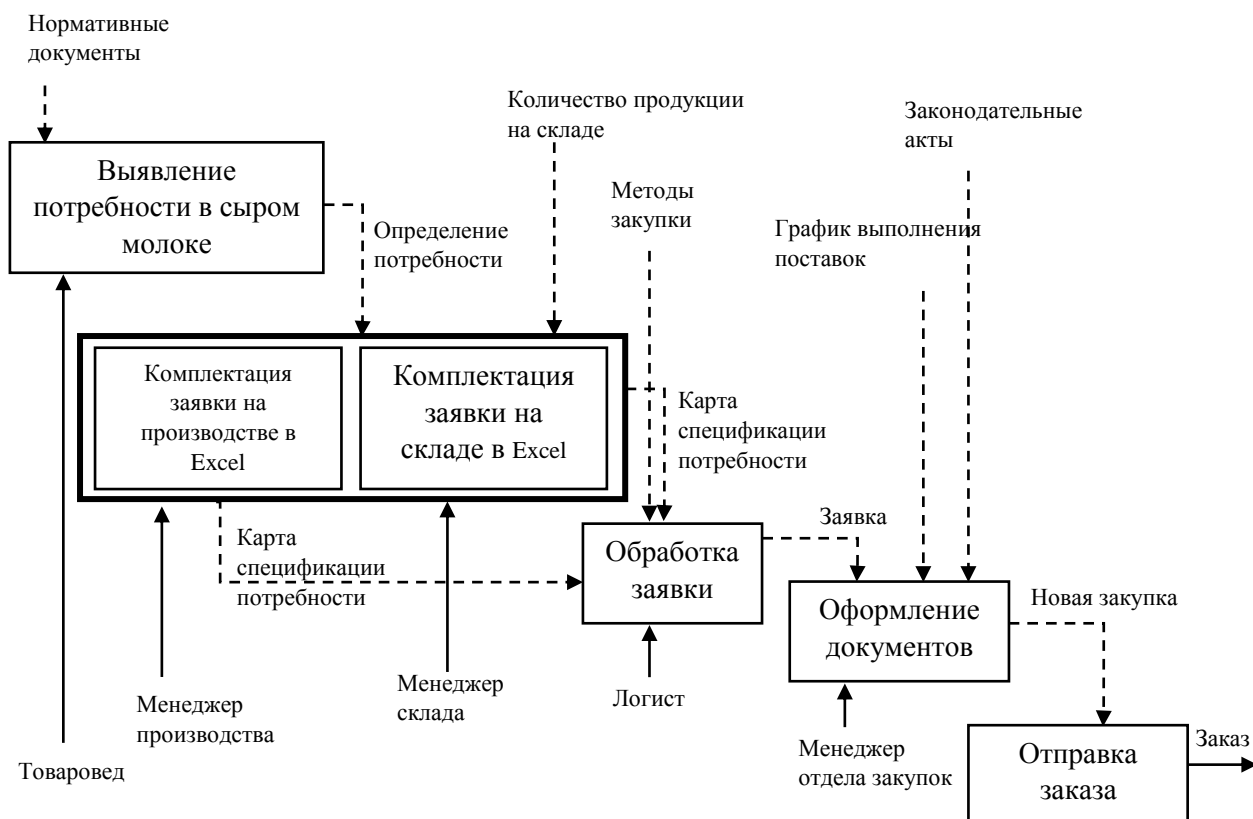 Нормативные
документы
Количество продукции
на складе
Законодательные
акты
Выявление
потребности в сыром
молоке
Методы
закупки
График выполнения
поставок
Определение
потребности
Комплектация
заявки на
производстве в
Excel
Комплектация
заявки на
складе в Excel
Карта
спецификации
потребности
Карта
спецификации
потребности
Обработка
заявки
Заявка
Оформление
документов
Новая закупка
Менеджер
производства
Менеджер
склада
Логист
Менеджер
отдела закупок
Товаровед
Отправка
заказа
Заказ